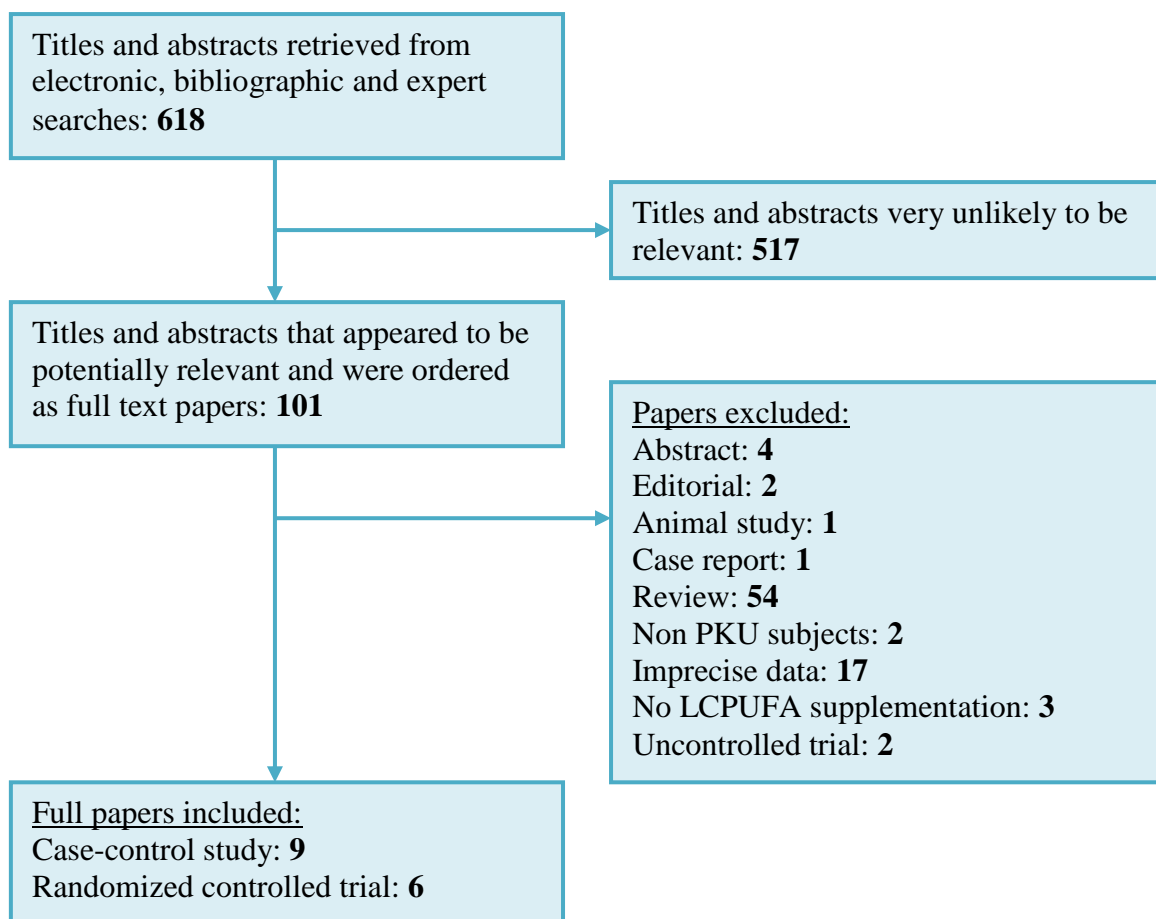 Titles and abstracts retrieved from
electronic, bibliographic and expert
searches: 618
Titles and abstracts very unlikely to be
relevant: 517
Titles and abstracts that appeared to be
potentially relevant and were ordered
as full text papers: 101
Papers excluded:
Abstract: 4
Editorial: 2
Animal study: 1
Case report: 1
Review: 54
Non PKU subjects: 2
Imprecise data: 17
No LCPUFA supplementation: 3
Uncontrolled trial: 2
Full papers included:
Case-control study: 9
Randomized controlled trial: 6